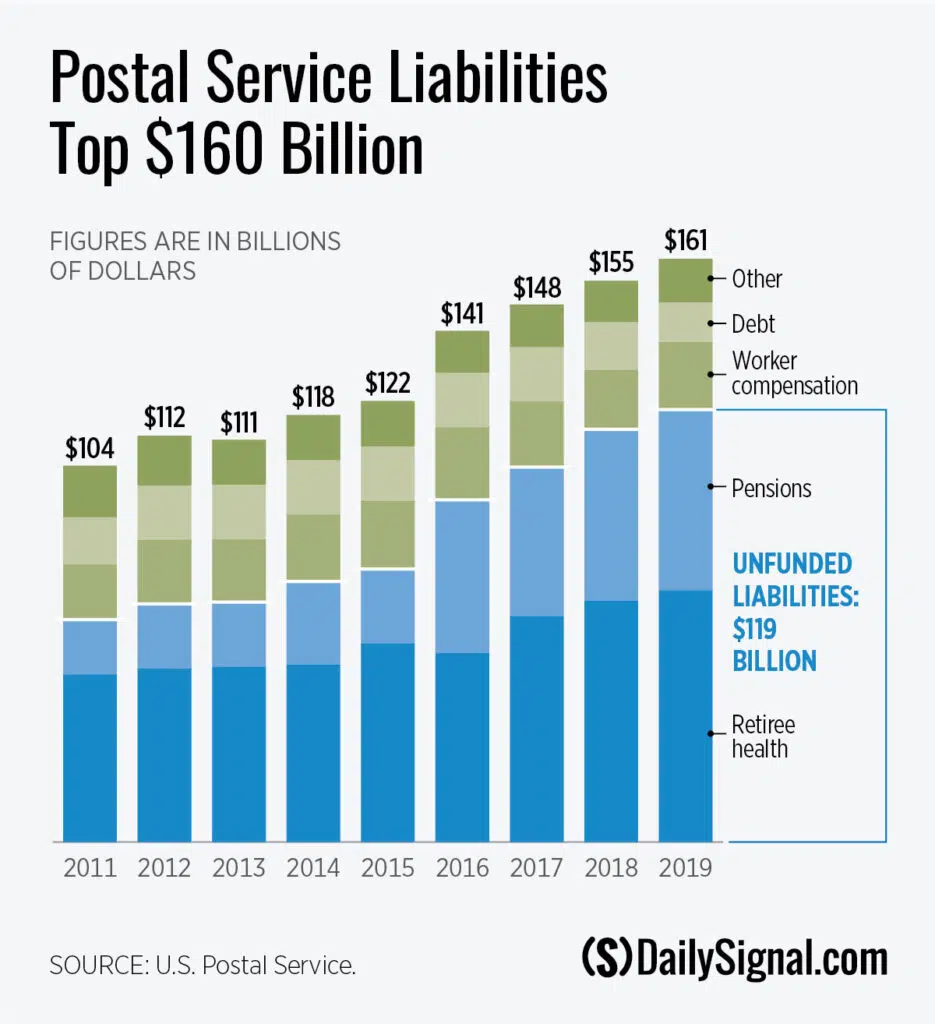 Postal Service Liabilities
Top $160 Billion
FIGURES ARE IN BILLIONS
OF DOLLARS
$104
$112
$111
$118
$122
$141
$148
$155
$161
Other
Debt
Worker
compensation
Pensions
UNFUNDED
LIABILITIES:
$119
BILLION
Retiree
health
2011 2012 2013 2014 2015 2016 2017 2018 2019
SOURCE: U.S. Postal Service.
($) DailySignal.com